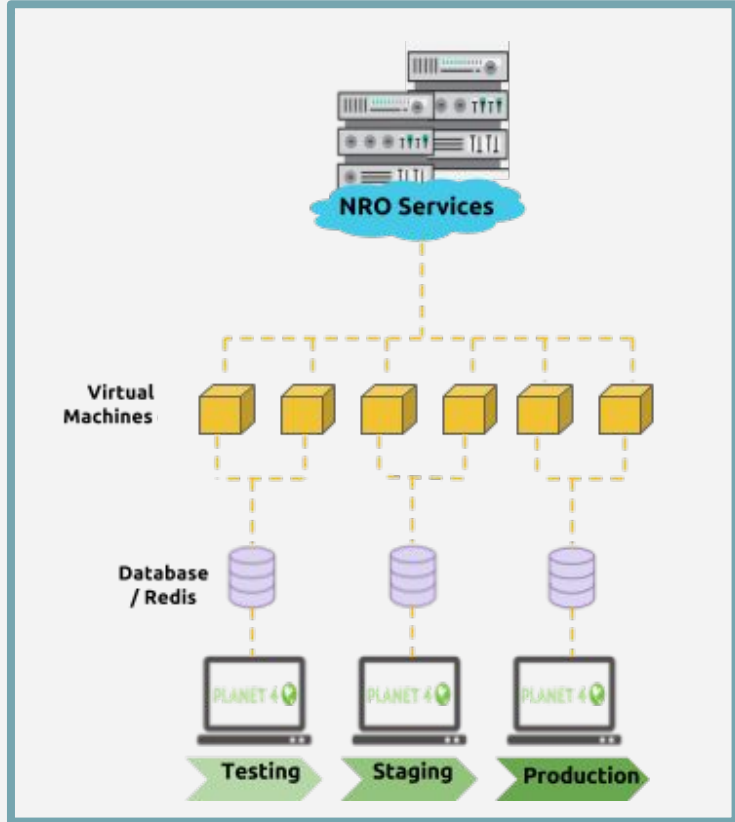 NRO Services
Virtual
Machines
Database
/ Redis
PLANET 4
PLANET 4
PLANET 4
Testing
Staging
Production